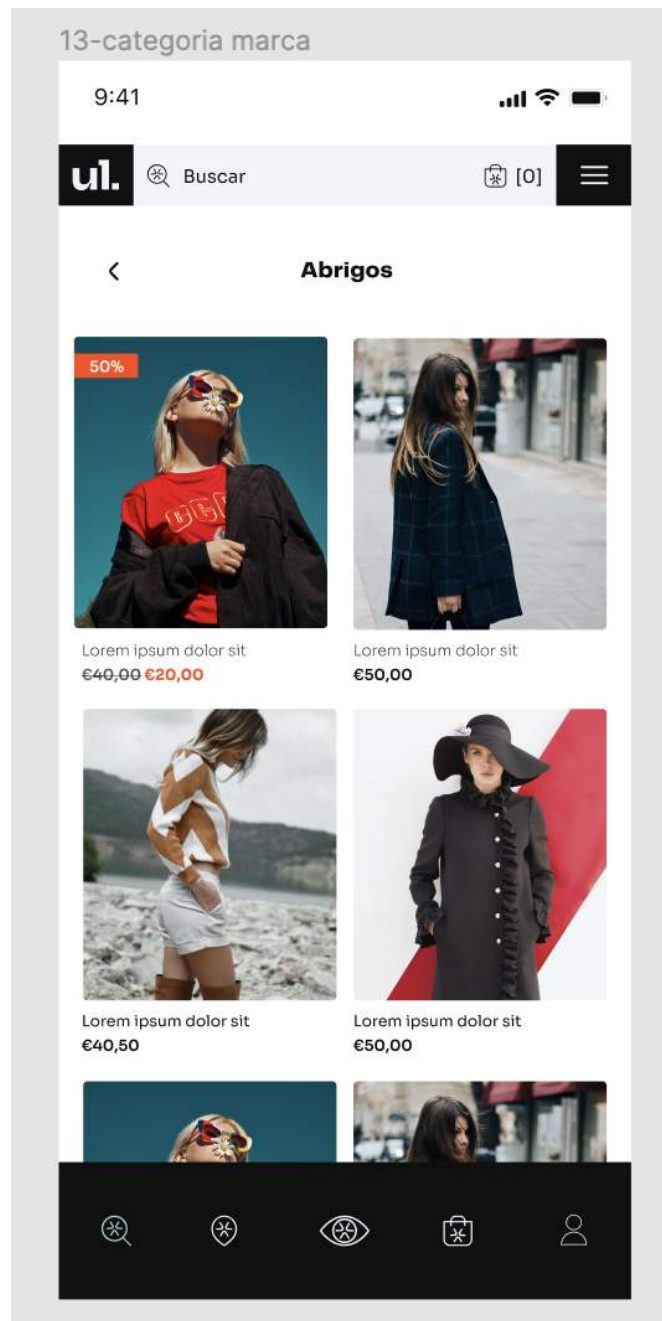 13-categoria marca
9:41
ul. Buscar [0]
Abrigos
50%
Lorem ipsum dolor sit
€40,00 €20,00
Lorem ipsum dolor sit
€50,00
Lorem ipsum dolor sit
€40,50
Lorem ipsum dolor sit
€50,00